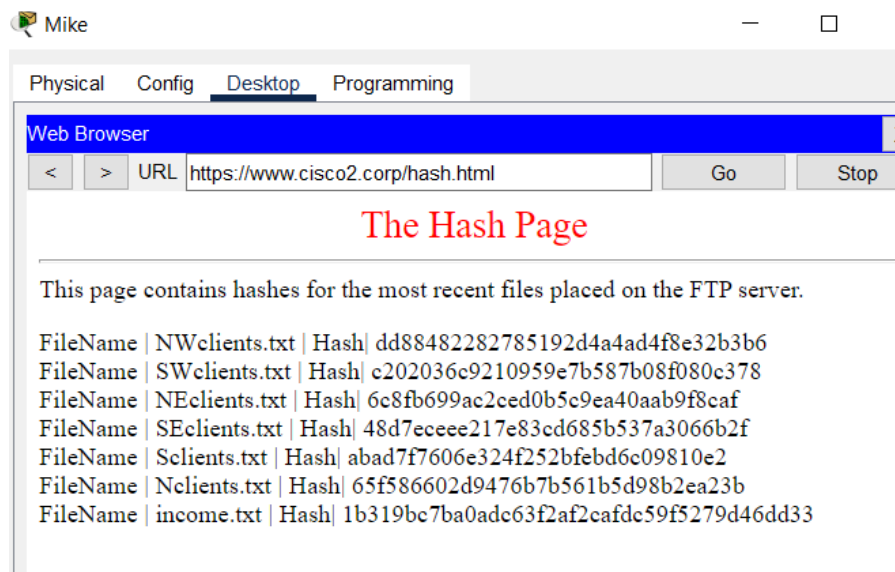 Mike
Physical Config Desktop Programming
Web Browser
< > URL https://www.cisco2.corp/hash.html Go Stop
The Hash Page
This page contains hashes for the most recent files placed on the FTP server.
FileName | NWclients.txt | Hash| dd88482282785192d4a4ad4f8e32b3b6
FileName | SWclients.txt | Hash| c202036c9210959e7b587b08f080c378
FileName | NEclients.txt | Hash| 6c8fb699ac2ced0b5c9ea40aab9f8caf
FileName | SEclients.txt | Hash| 48d7eceee217e83cd685b537a3066b2f
FileName | Sclients.txt | Hash| abad7f7606e324f252bfebd6c09810e2
FileName | Nclients.txt | Hash| 65f586602d9476b7b561b5d98b2ea23b
FileName | income.txt | Hash| 1b319bc7ba0adc63f2af2cafdc59f5279d46dd33